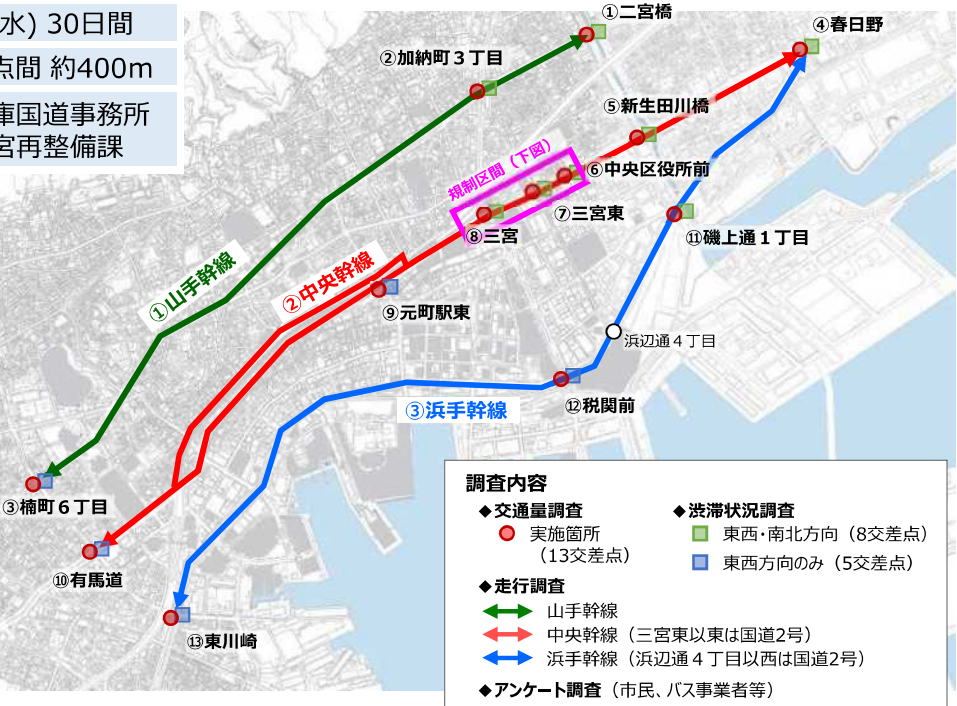 (水) 30日間
点間 約400m
庫国道事務所
宮再整備課
①二宮橋
④春日野
②加納町３丁目
⑤新生田川橋
規制区間（下図）
⑥中央区役所前
⑦三宮東
⑧三宮
⑪磯上通１丁目
①山手幹線
②中央幹線
⑨元町駅東
浜辺通４丁目
③浜手幹線
⑫税関前
③楠町６丁目
⑩有馬道
⑬東川崎
調査内容
◆交通量調査
実施箇所
（13交差点）
◆渋滞状況調査
東西・南北方向（8交差点）
東西方向のみ（5交差点）
◆走行調査
山手幹線
中央幹線（三宮東以東は国道2号）
浜手幹線（浜辺通４丁目以西は国道2号）
◆アンケート調査（市民、バス事業者等）